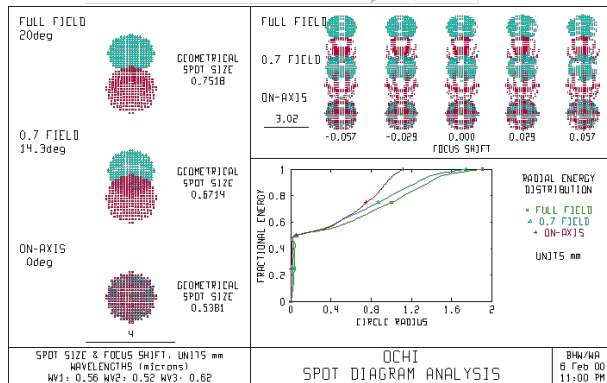 FULL FIELD
20deg
GEOMETRICAL
SPOT SIZE
0.7518
0.7 FIELD
14.3deg
GEOMETRICAL
SPOT SIZE
0.6714
ON-AXIS
0deg
GEOMETRICAL
SPOT SIZE
0.5381
4
FULL FIELD
0.7 FIELD
ON-AXIS
3.02
-0.057 -0.029 0.000 0.029 0.057
FOCUS SHIFT
FRACTIONAL ENERGY
1
0.8
0.6
0.4
0.2
0 0.4 0.8 1.2 1.6 2
CIRCLE RADIUS
RADIAL ENERGY
DISTRIBUTION
FULL FIELD
0.7 FIELD
ON-AXIS
UNITS mm
SPOT SIZE & FOCUS SHIFT, UNITS mm
WAVELENGTHS (microns)
WV1: 0.56 WV2: 0.52 WV3: 0.62
OCHI
SPOT DIAGRAM ANALYSIS
BHW/WA
6 Feb 00
11:00 PM